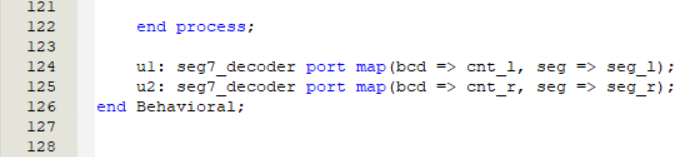 121
122 end process;
123
124 u1: seg7_decoder port map(bcd => cnt_l, seg => seg_l);
125 u2: seg7_decoder port map(bcd => cnt_r, seg => seg_r);
126 end Behavioral;
127
128